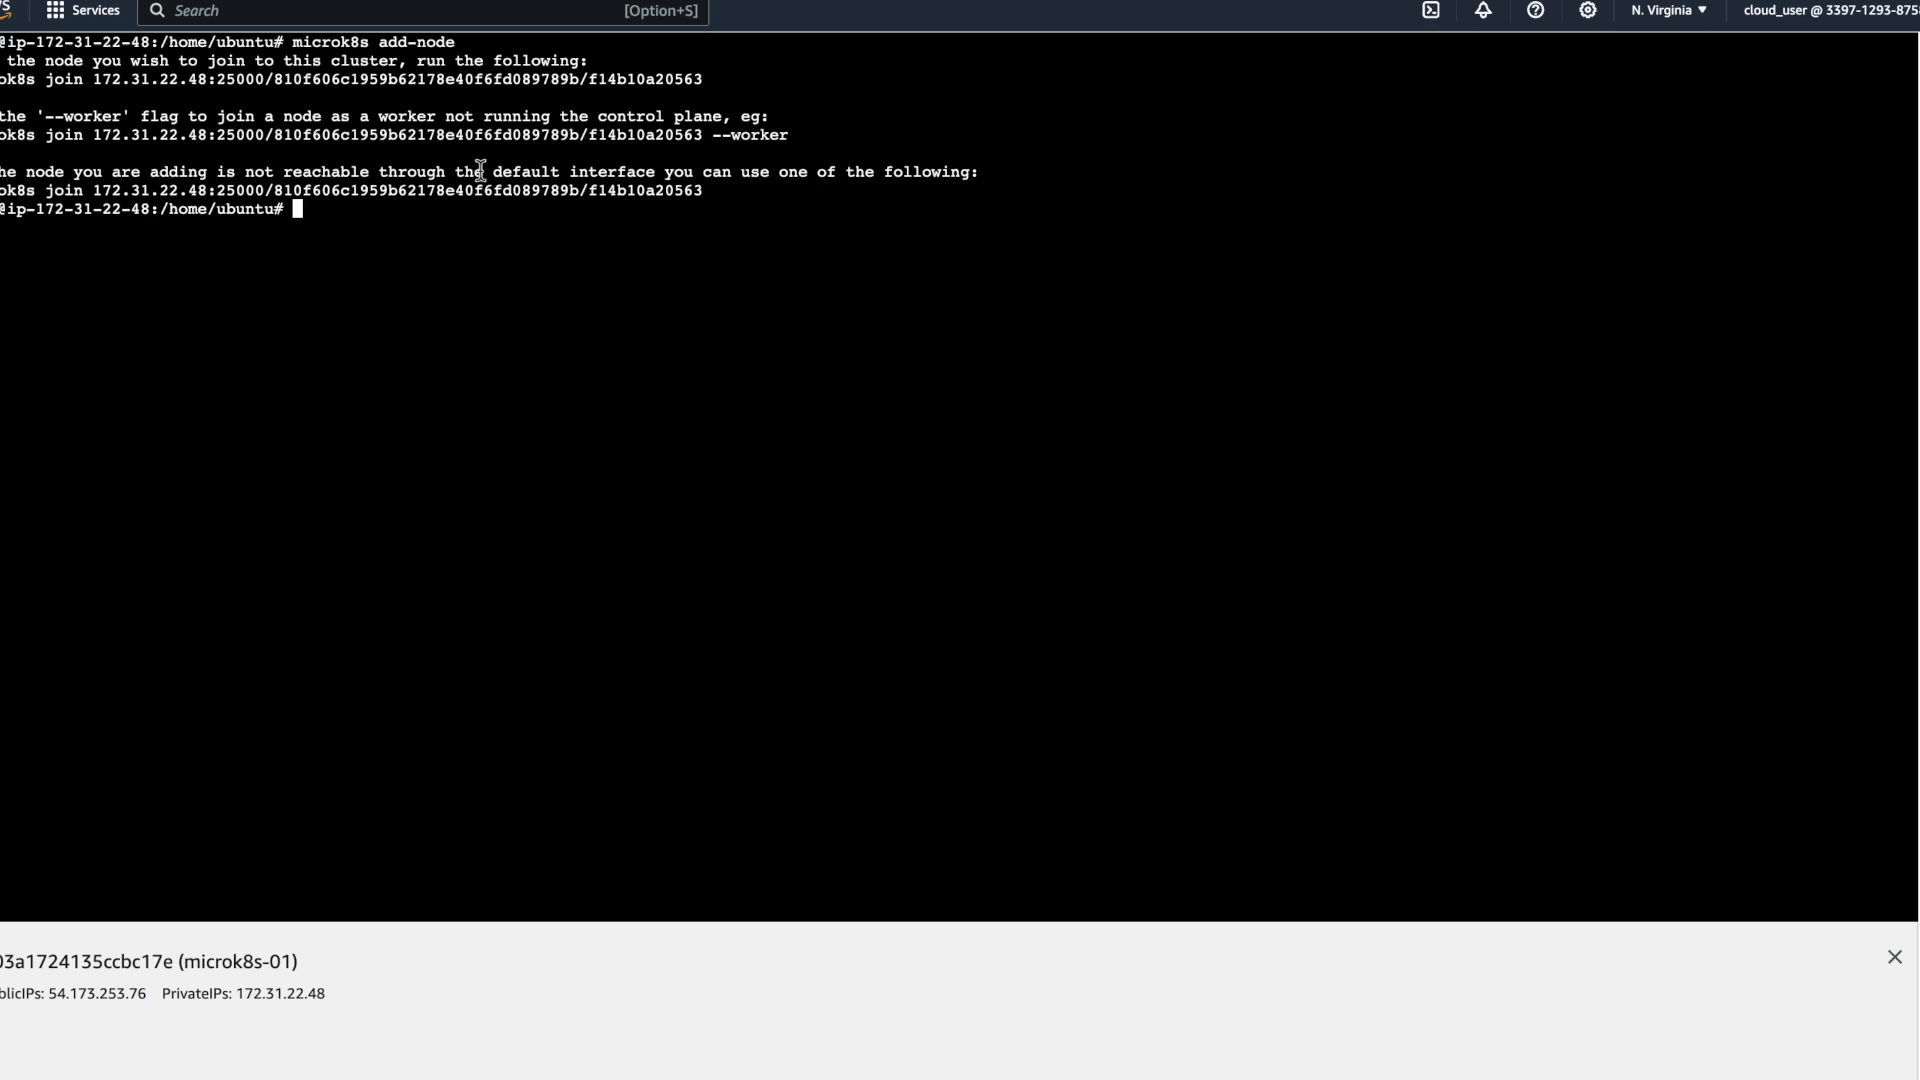 Services Search [Option+S] N. Virginia ▼ cloud_user @ 3397-1293-875
@ip-172-31-22-48:/home/ubuntu# microk8s add-node
the node you wish to join to this cluster, run the following:
ok8s join 172.31.22.48:25000/810f606c1959b62178e40f6fd089789b/f14b10a20563
the '--worker' flag to join a node as a worker not running the control plane, eg:
ok8s join 172.31.22.48:25000/810f606c1959b62178e40f6fd089789b/f14b10a20563 --worker
he node you are adding is not reachable through the default interface you can use one of the following:
ok8s join 172.31.22.48:25000/810f606c1959b62178e40f6fd089789b/f14b10a20563
@ip-172-31-22-48:/home/ubuntu#
03a1724135ccbc17e (microk8s-01)
blicIPs: 54.173.253.76 PrivateIPs: 172.31.22.48